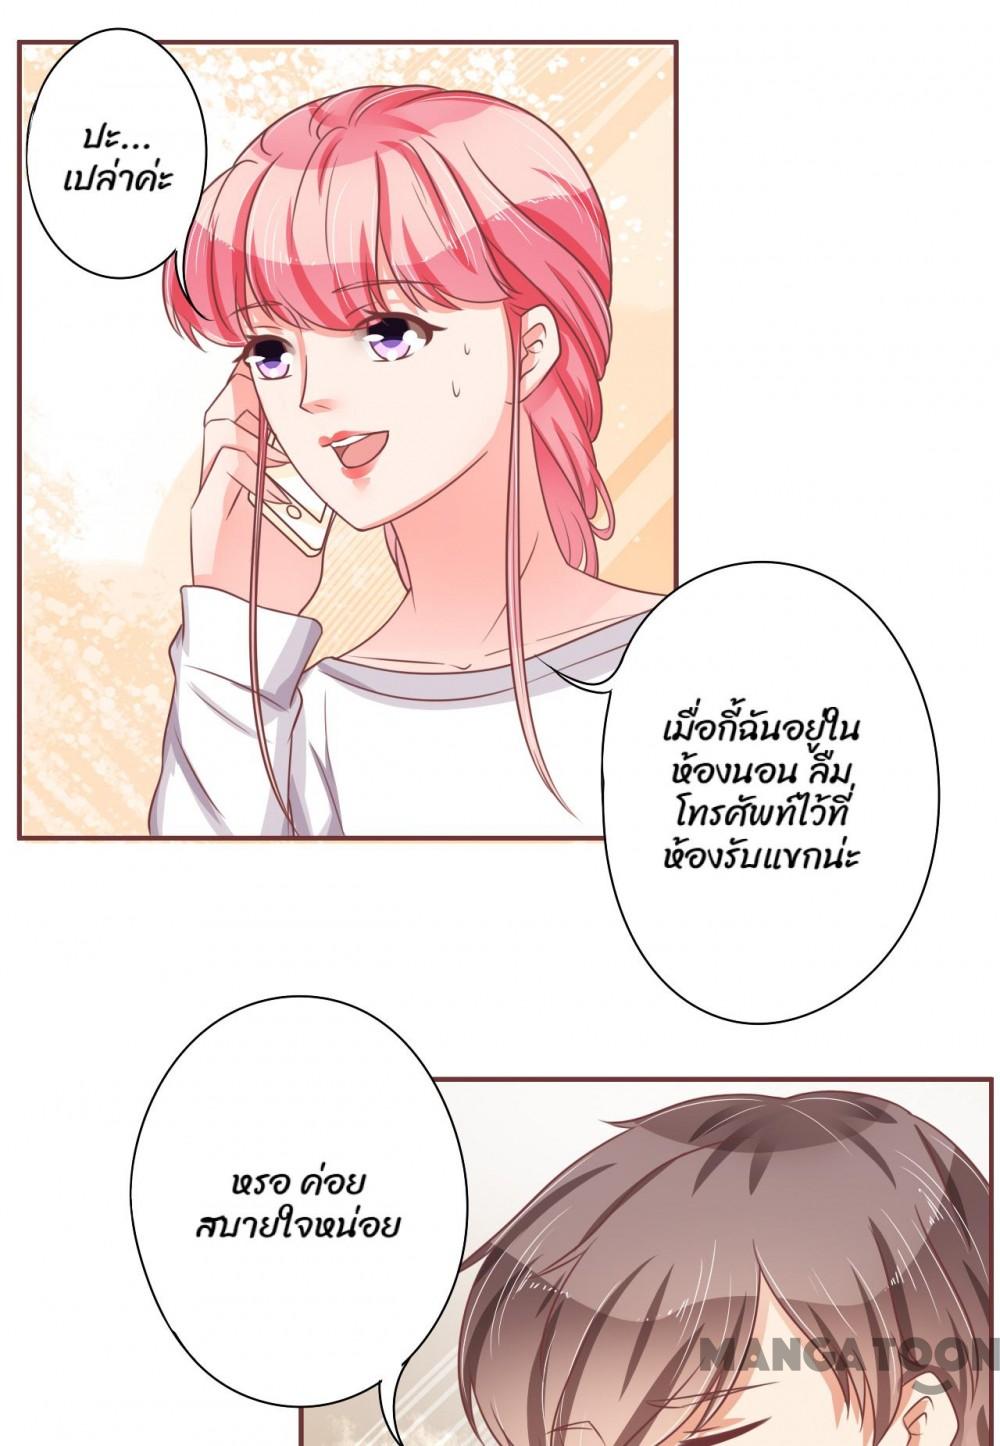 ปะ...
เปล่าค่ะ
เมื่อกี้ฉันอยู่ใน
ห้องนอน ลืม
โทรศัพท์ไว้ที่
ห้องรับแขกน่ะ
หรอ ค่อย
สบายใจหน่อย
MANGATOON